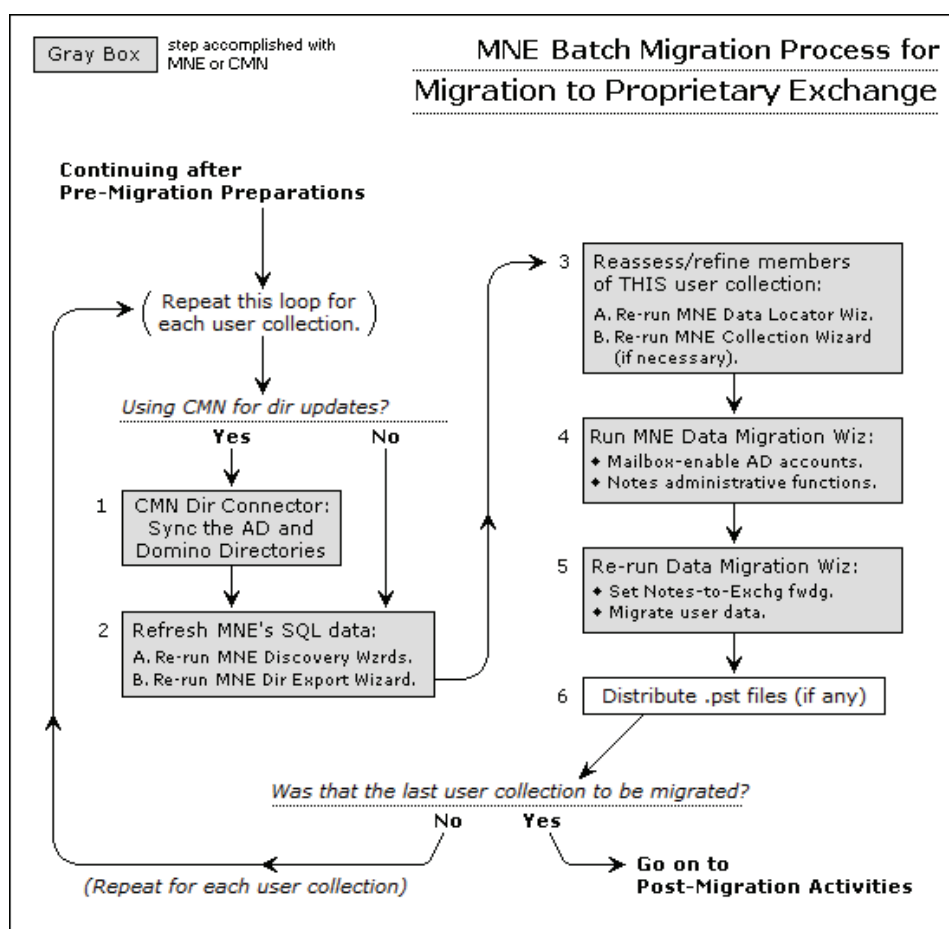 Gray Box
step accomplished with
MNE or CMN
MNE Batch Migration Process for
Migration to Proprietary Exchange
Continuing after
Pre-Migration Preparations
(Repeat this loop for
each user collection.)
Using CMN for dir updates?
Yes
No
1
CMN Dir Connector:
Sync the AD and
Domino Directories
2
Refresh MNE's SQL data:
A. Re-run MNE Discovery Wzrds.
B. Re-run MNE Dir Export Wizard.
3
Reassess/refine members
of THIS user collection:
A. Re-run MNE Data Locator Wiz.
B. Re-run MNE Collection Wizard
(if necessary).
4
Run MNE Data Migration Wiz:
◆ Mailbox-enable AD accounts.
◆ Notes administrative functions.
5
Re-run Data Migration Wiz:
◆ Set Notes-to-Exchg fwdg.
◆ Migrate user data.
6
Distribute .pst files (if any)
Was that the last user collection to be migrated?
No
Yes
(Repeat for each user collection)
Go on to
Post-Migration Activities